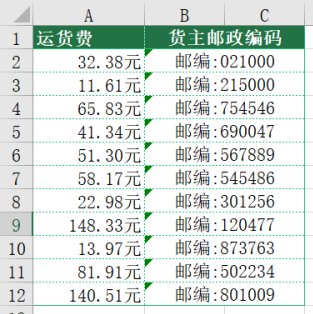 A B C
1 运货费 货主邮政编码
2 32.38元 邮编:021000
3 11.61元 邮编:215000
4 65.83元 邮编:754546
5 41.34元 邮编:690047
6 51.30元 邮编:567889
7 58.17元 邮编:545486
8 22.98元 邮编:301256
9 148.33元 邮编:120477
10 13.97元 邮编:873763
11 81.91元 邮编:502234
12 140.51元 邮编:801009